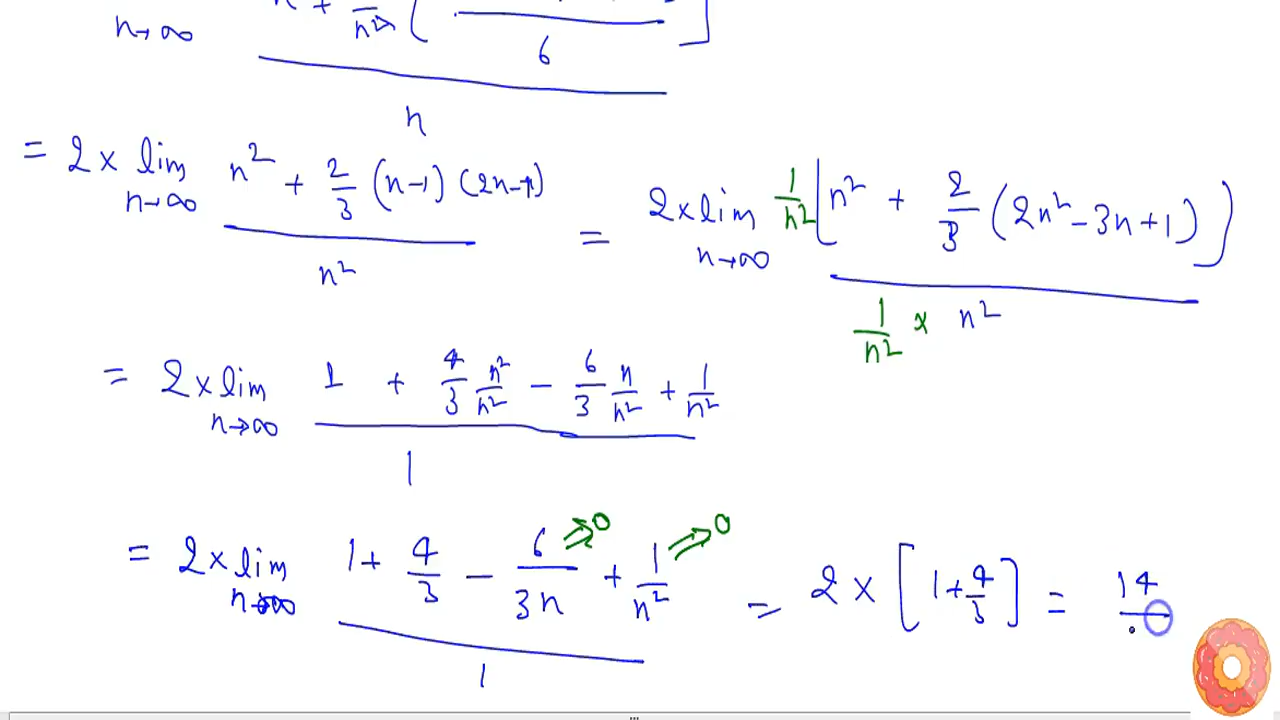 n + 1/n² [ 6 ]
n→∞
n
= 2 × lim n→∞ (n² + 2/3 (n-1) (2n-1)) / n² = 2 × lim n→∞ 1/n² [n² + 2/3 (2n² - 3n + 1)] / 1/n² × n²
= 2 × lim n→∞ (1 + 4/3 n²/n² - 6/3 n/n² + 1/n²) / 1
= 2 × lim n→∞ (1 + 4/3 - 6/3n ⇒ 0 + 1/n² ⇒ 0) / 1 = 2 × [1 + 4/3] = 14